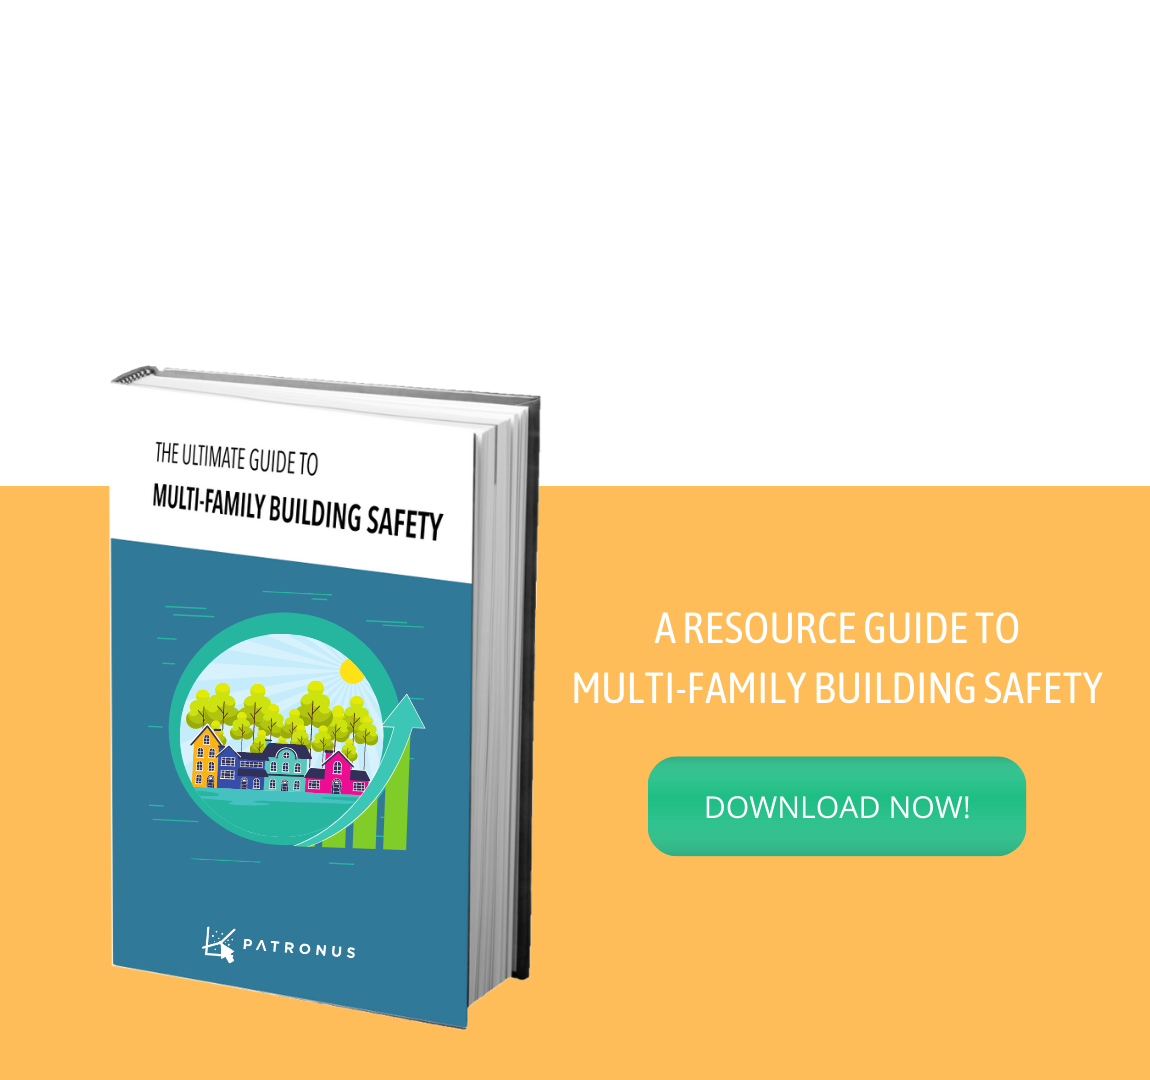 THE ULTIMATE GUIDE TO
MULTI-FAMILY BUILDING SAFETY
PATRONUS
A RESOURCE GUIDE TO
MULTI-FAMILY BUILDING SAFETY
DOWNLOAD NOW!